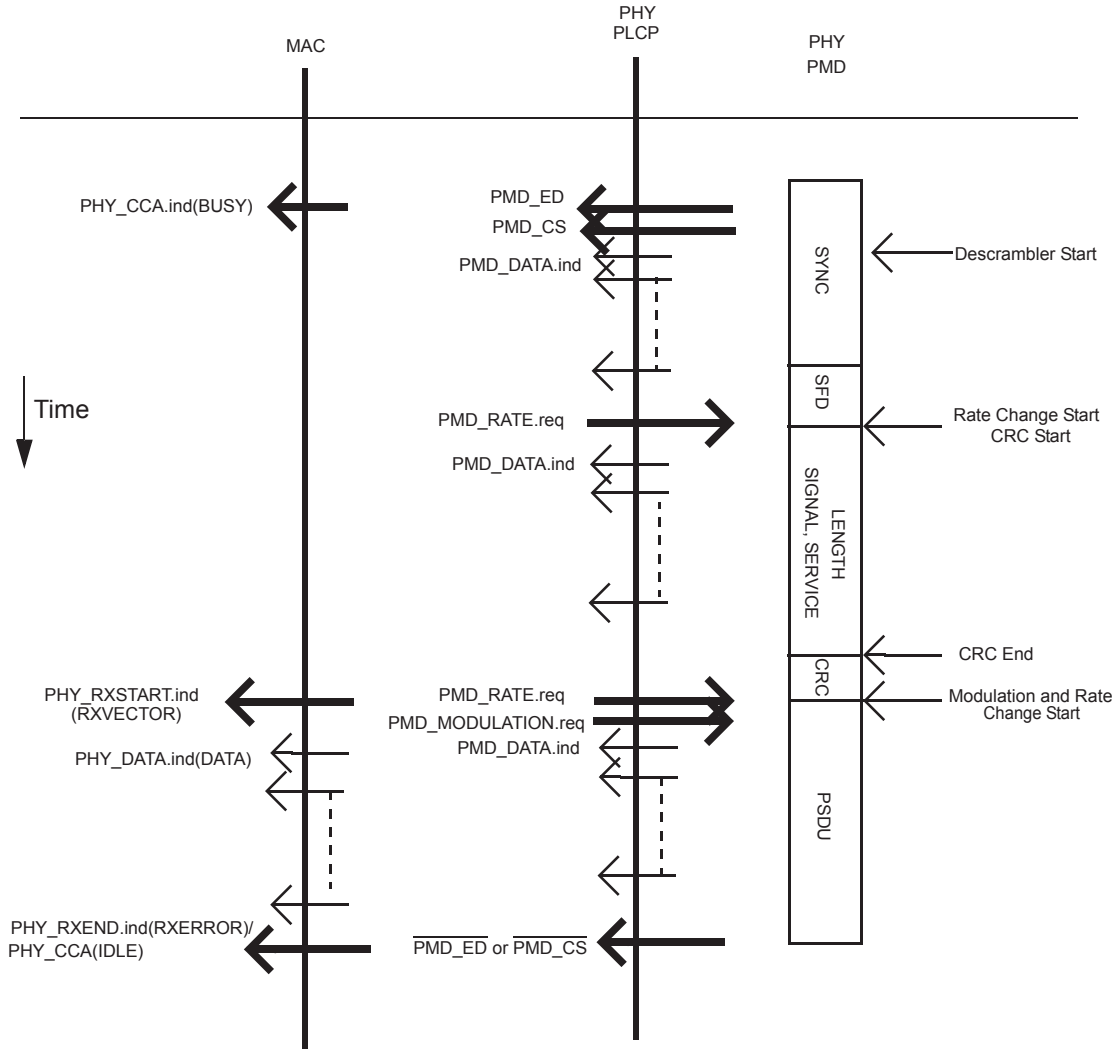 MAC
PHY
PLCP
PHY
PMD
PHY_CCA.ind(BUSY)
PMD_ED
PMD_CS
PMD_DATA.ind
SYNC
Descrambler Start
Time
SFD
PMD_RATE.req
Rate Change Start
CRC Start
PMD_DATA.ind
LENGTH
SIGNAL, SERVICE
CRC End
CRC
PHY_RXSTART.ind
(RXVECTOR)
PMD_RATE.req
PMD_MODULATION.req
Modulation and Rate
Change Start
PHY_DATA.ind(DATA)
PMD_DATA.ind
PSDU
PHY_RXEND.ind(RXERROR)/
PHY_CCA(IDLE)
PMD_ED or PMD_CS